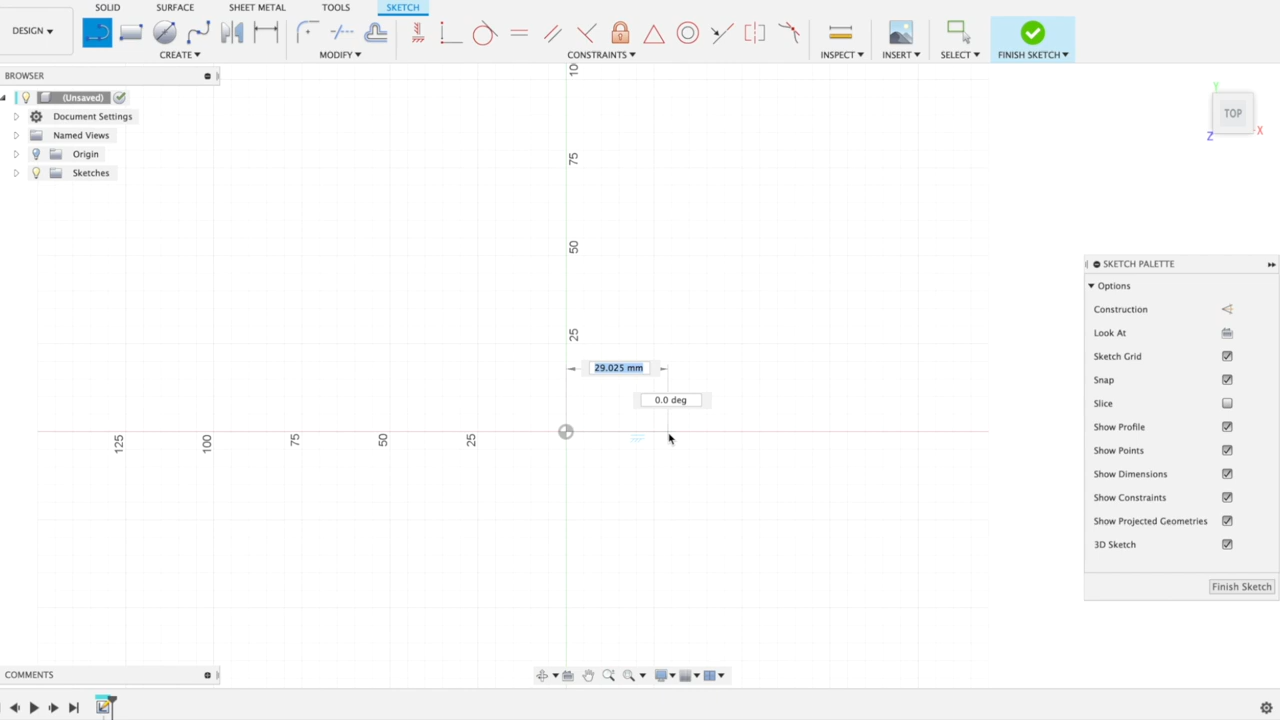 SOLID SURFACE SHEET METAL TOOLS SKETCH
DESIGN
CREATE MODIFY CONSTRAINTS INSPECT INSERT SELECT FINISH SKETCH
BROWSER
(Unsaved)
Document Settings
Named Views
Origin
Sketches
TOP
Y
X
Z
10
75
50
25
29.025 mm
0.0 deg
125 100 75 50 25
SKETCH PALETTE
Options
Construction
Look At
Sketch Grid
Snap
Slice
Show Profile
Show Points
Show Dimensions
Show Constraints
Show Projected Geometries
3D Sketch
Finish Sketch
COMMENTS